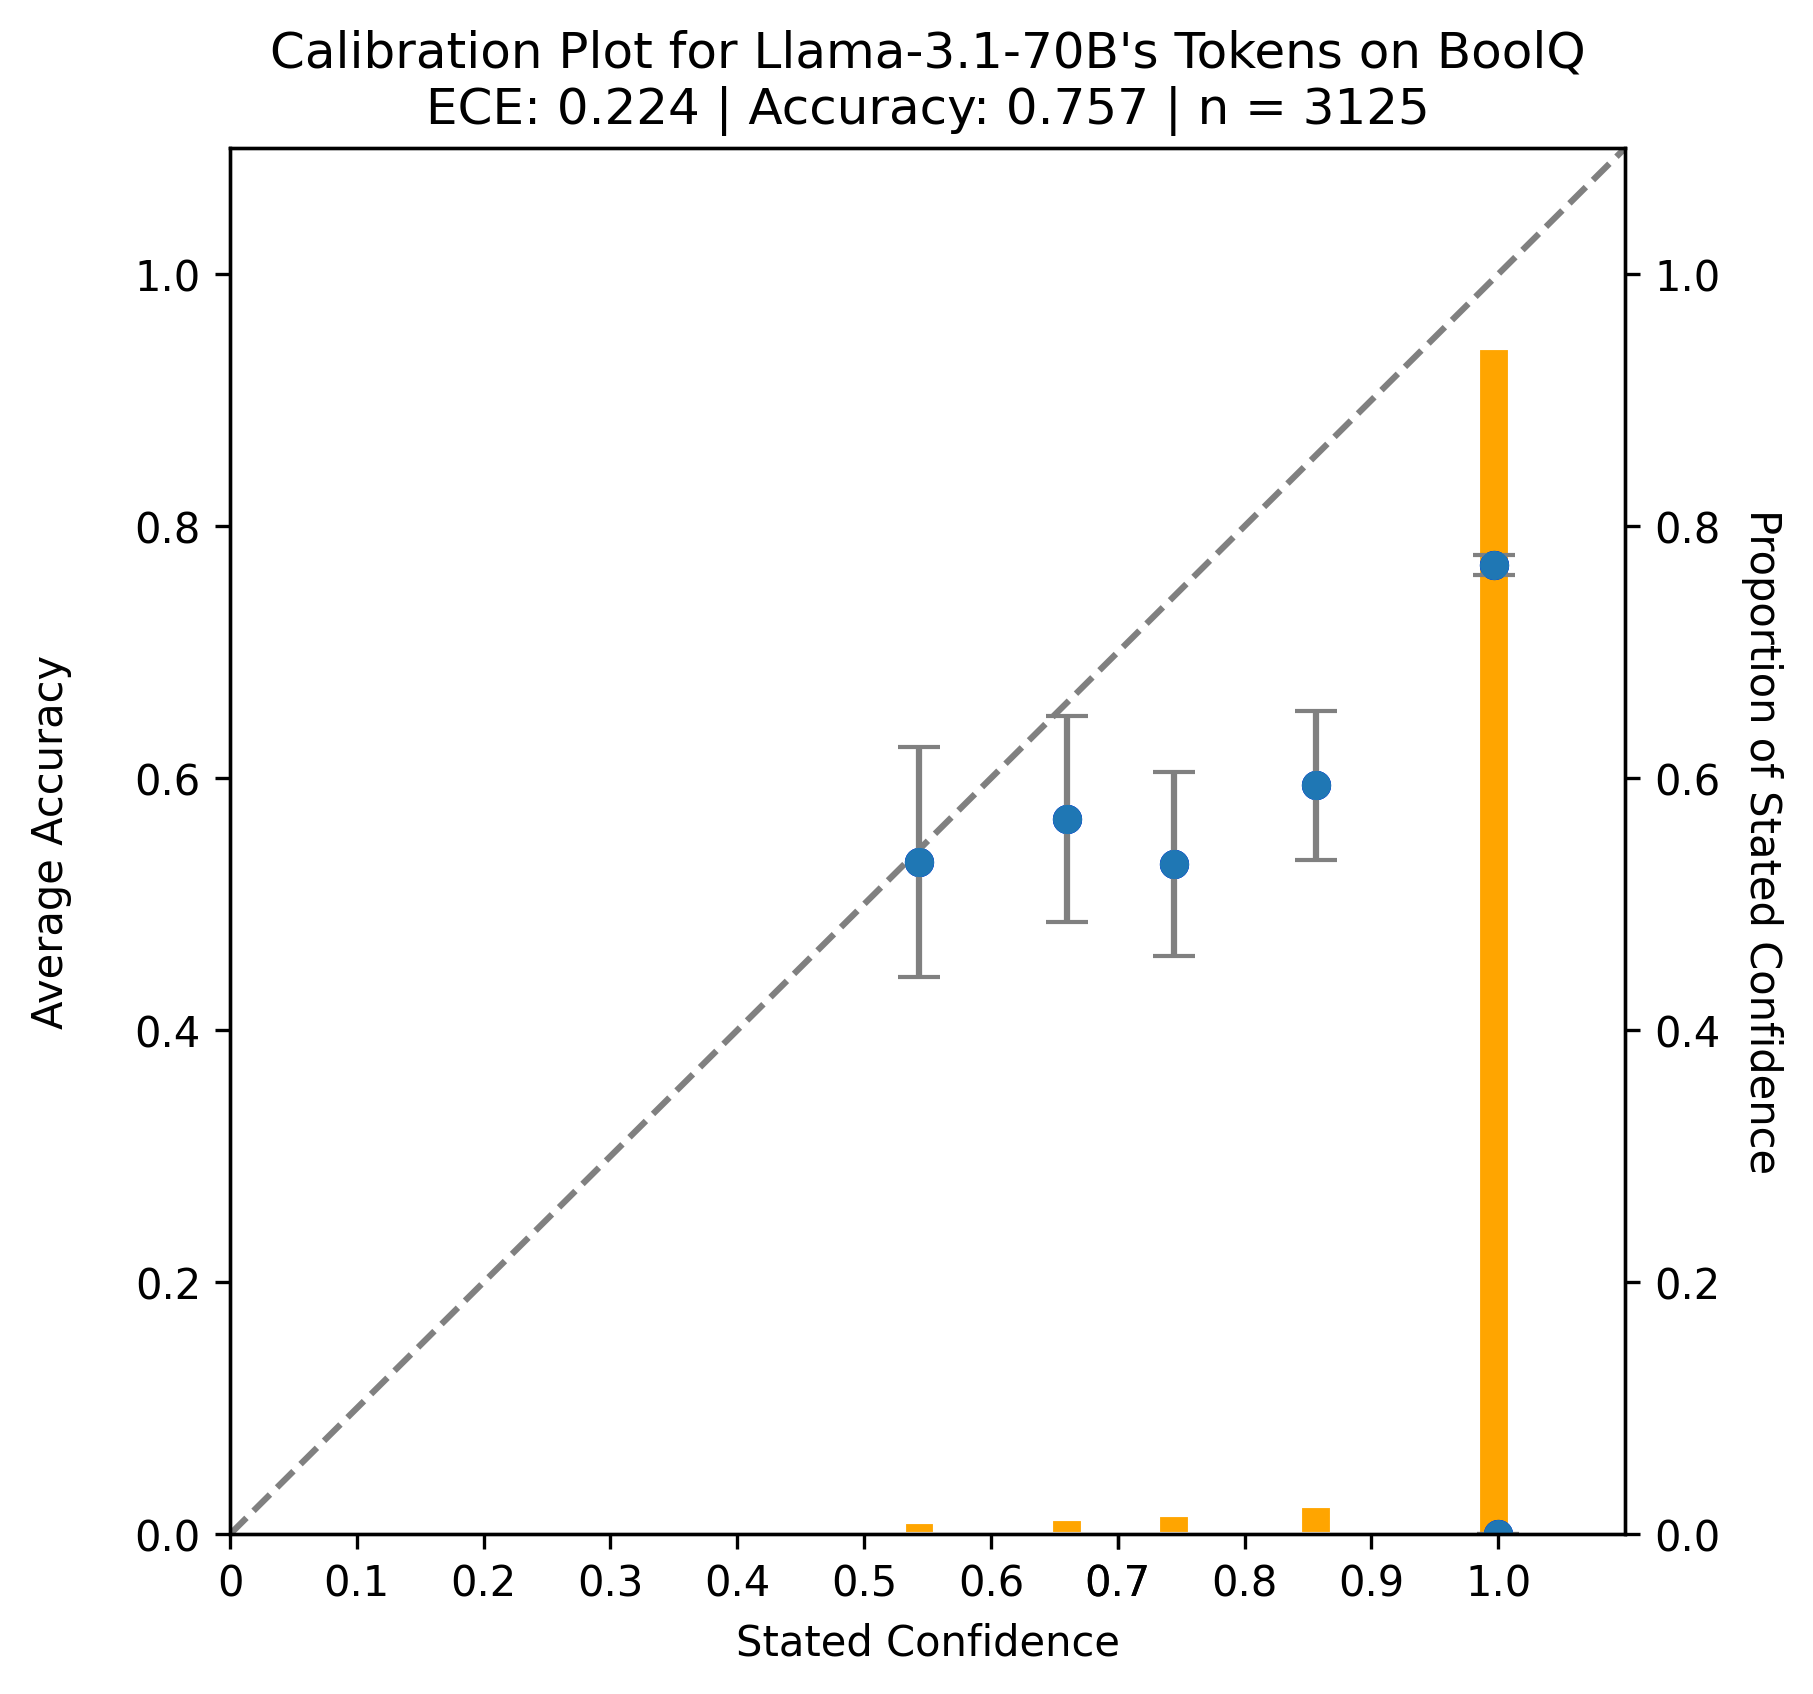 Calibration Plot for Llama-3.1-70B's Tokens on BoolQ
ECE: 0.224 | Accuracy: 0.757 | n = 3125
Average Accuracy
1.0
0.8
0.6
0.4
0.2
0.0
0 0.1 0.2 0.3 0.4 0.5 0.6 0.7 0.8 0.9 1.0
Stated Confidence
1.0
0.8
0.6
0.4
0.2
0.0
Proportion of Stated Confidence